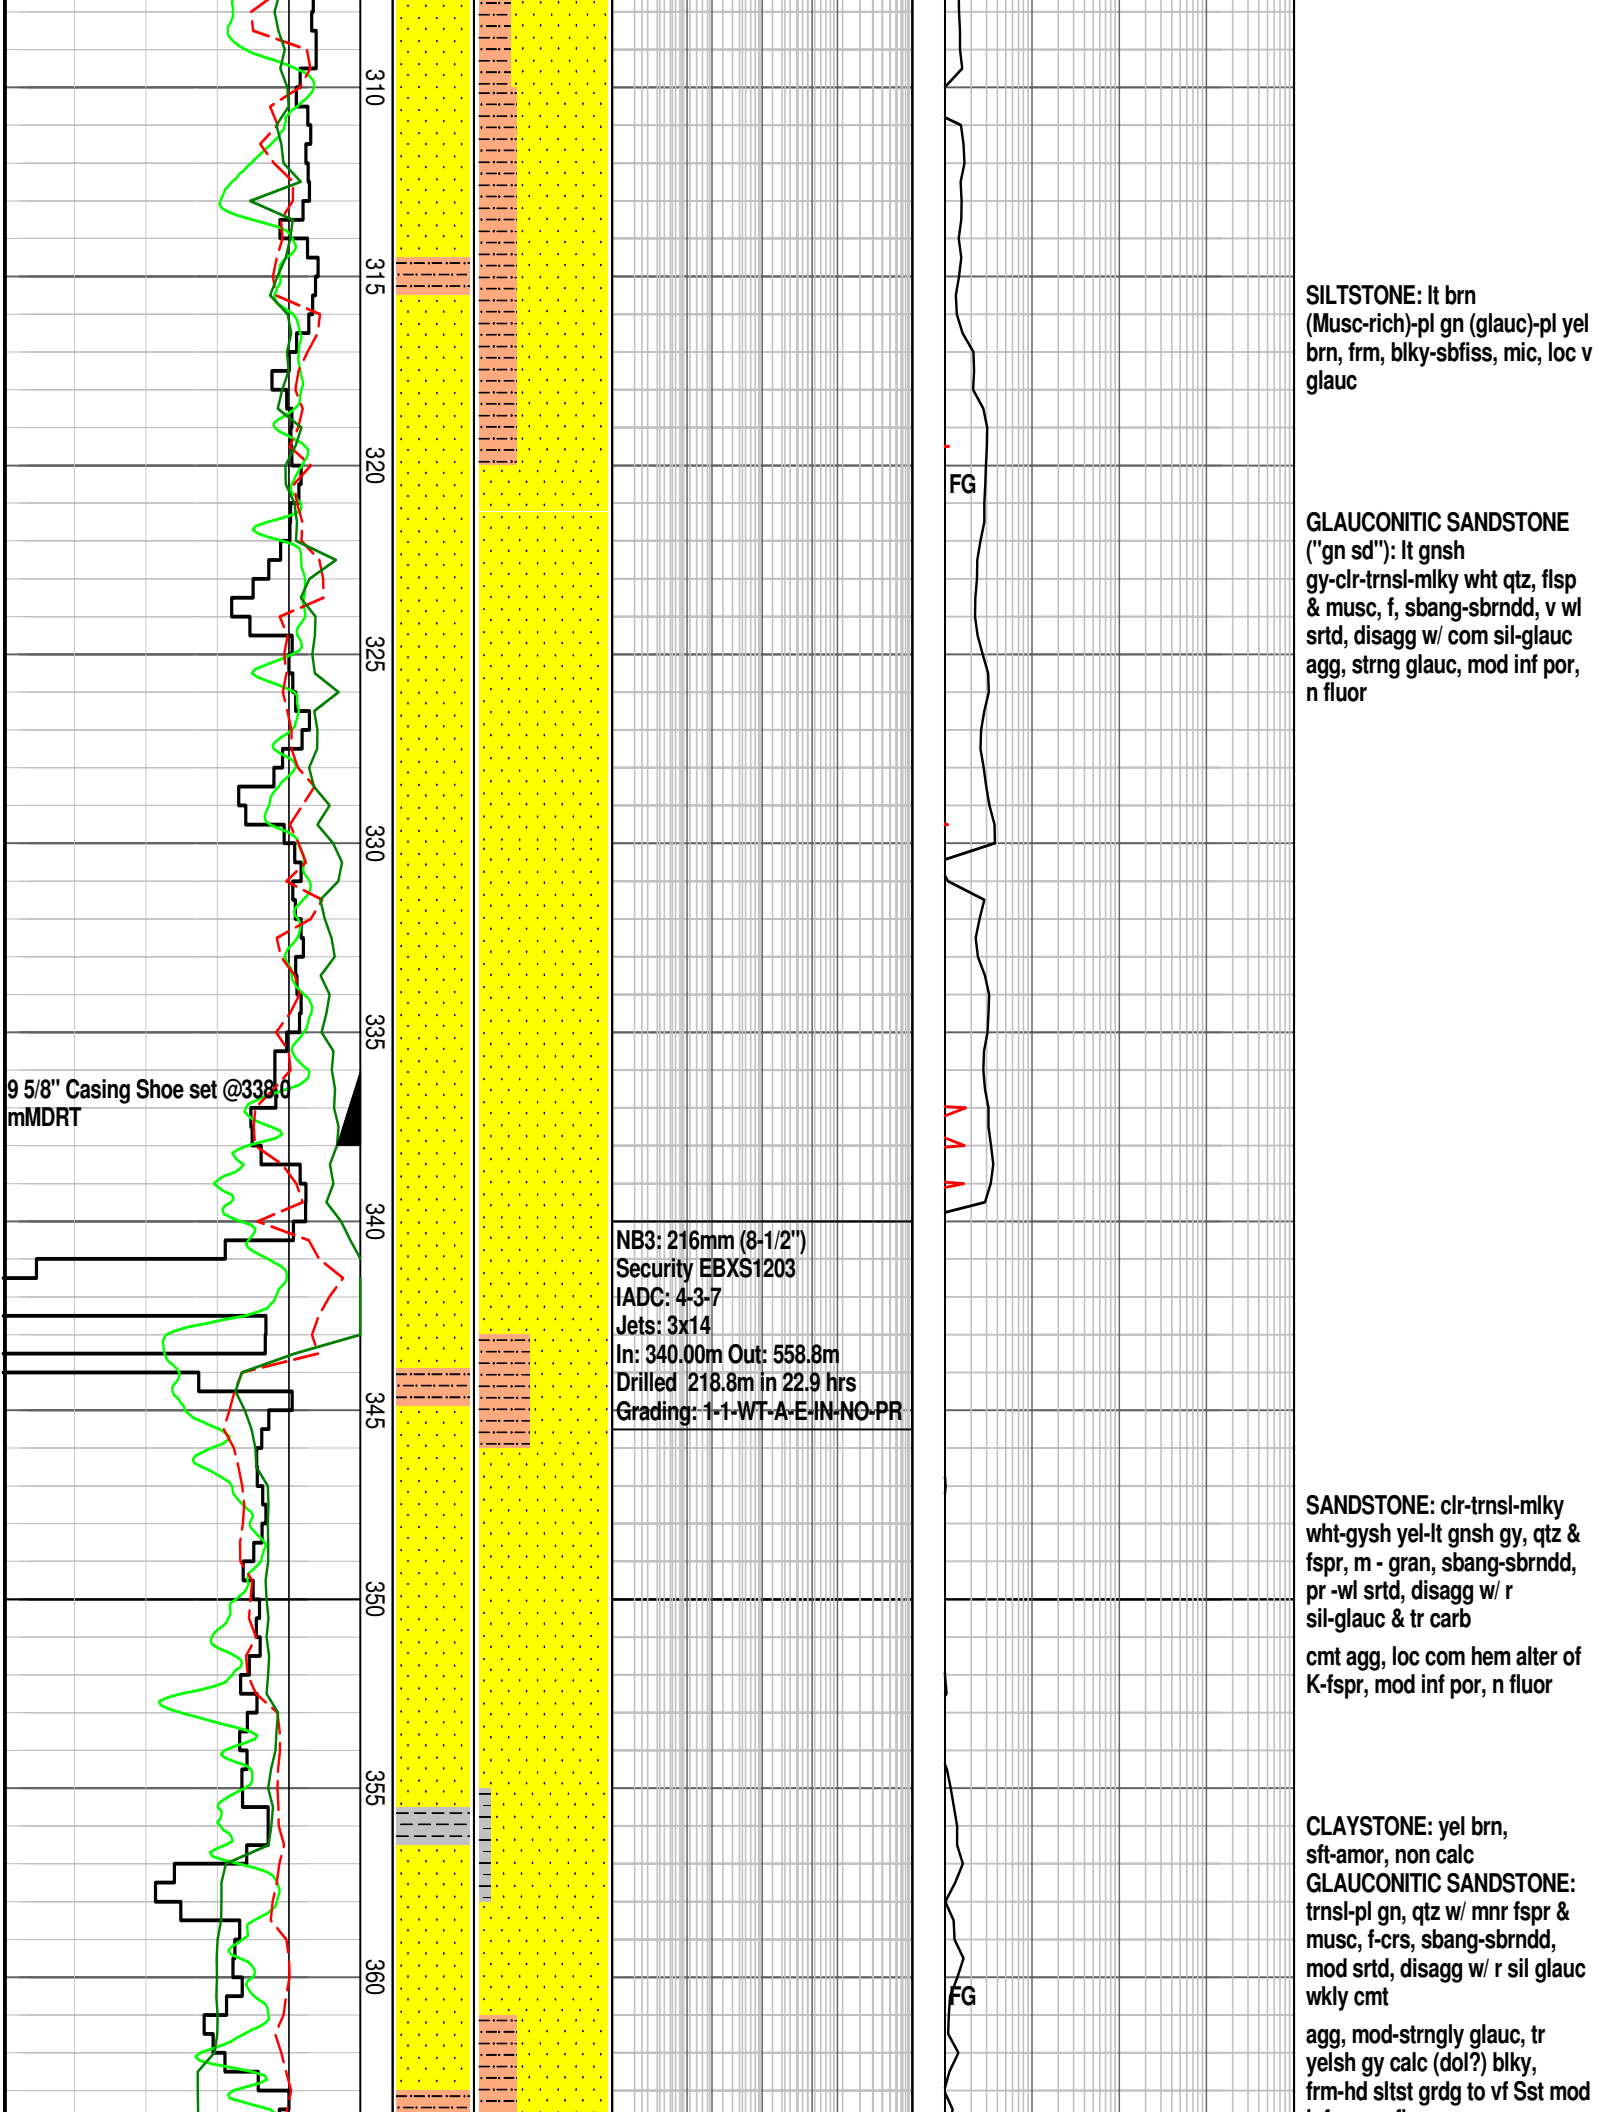 310
315
SILTSTONE: lt brn
(Musc-rich)-pl gn (glauc)-pl yel
brn, frm, blky-sbfiss, mic, loc v
glauc
320
FG
GLAUCONITIC SANDSTONE
("gn sd"): lt gnsh
gy-clr-trnsl-mlky wht qtz, flsp
& musc, f, sbang-sbrndd, v wl
srtd, disagg w/ com sil-glauc
agg, strng glauc, mod inf por,
n fluor
325
330
335
9 5/8" Casing Shoe set @338.0
mMDRT
340
NB3: 216mm (8-1/2")
Security EBXS1203
IADC: 4-3-7
Jets: 3x14
In: 340.00m Out: 558.8m
Drilled 218.8m in 22.9 hrs
Grading: 1-1-WT-A-E-IN-NO-PR
345
SANDSTONE: clr-trnsl-mlky
wht-gysh yel-lt gnsh gy, qtz &
fspr, m - gran, sbang-sbrndd,
pr -wl srtd, disagg w/ r
sil-glauc & tr carb
cmt agg, loc com hem alter of
K-fspr, mod inf por, n fluor
350
355
CLAYSTONE: yel brn,
sft-amor, non calc
GLAUCONITIC SANDSTONE:
trnsl-pl gn, qtz w/ mnr fspr &
musc, f-crs, sbang-sbrndd,
mod srtd, disagg w/ r sil glauc
wkly cmt
agg, mod-strngly glauc, tr
yelsh gy calc (dol?) blky,
frm-hd sltst grdg to vf Sst mod
360
FG